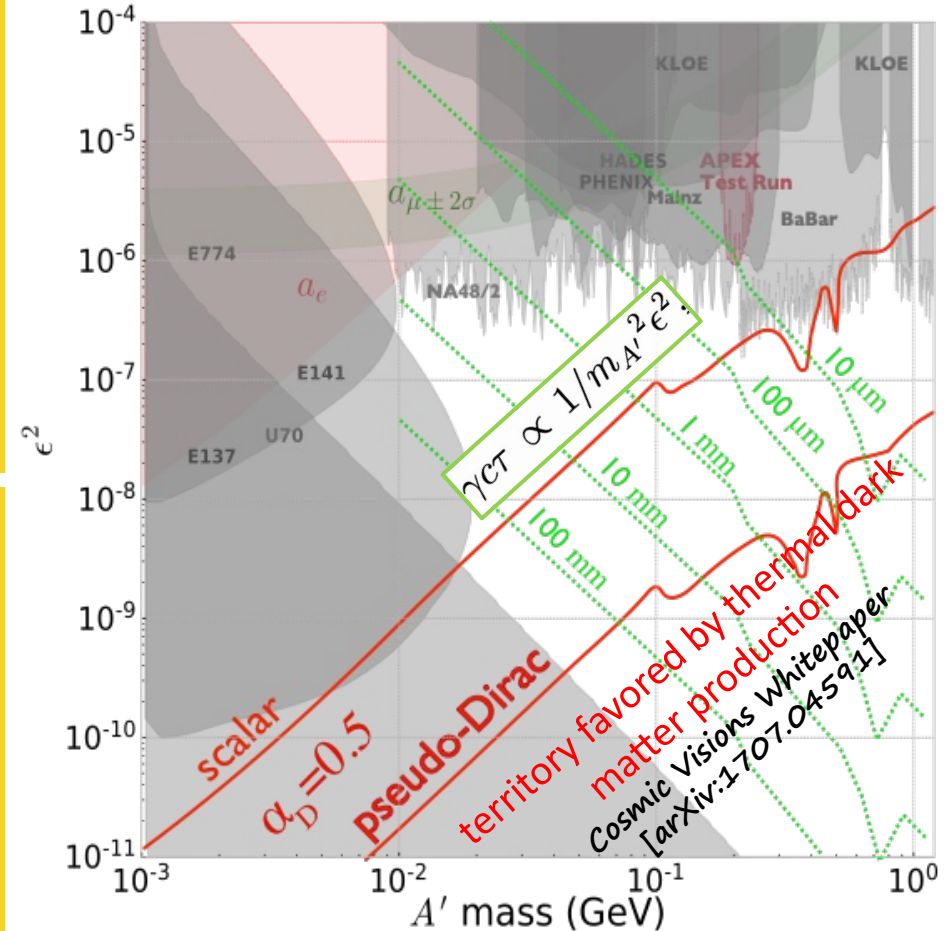 10⁻⁴
10⁻⁵
10⁻⁶
10⁻⁷
10⁻⁸
10⁻⁹
10⁻¹⁰
10⁻¹¹
ϵ²
KLOE
KLOE
HADES
PHENIX
APEX
Test Run
Mainz
BaBar
a_{μ±2σ}
E774
a_e
NA48/2
E141
U70
E137
γcτ ∝ 1/m_{A'}²ϵ².
10 μm
100 μm
1 mm
10 mm
100 mm
scalar
α_D=0.5
pseudo-Dirac
territory favored by thermal dark
matter production
Cosmic Visions Whitepaper
[arXiv:1707.04591]
10⁻³
10⁻²
10⁻¹
10⁰
A′ mass (GeV)